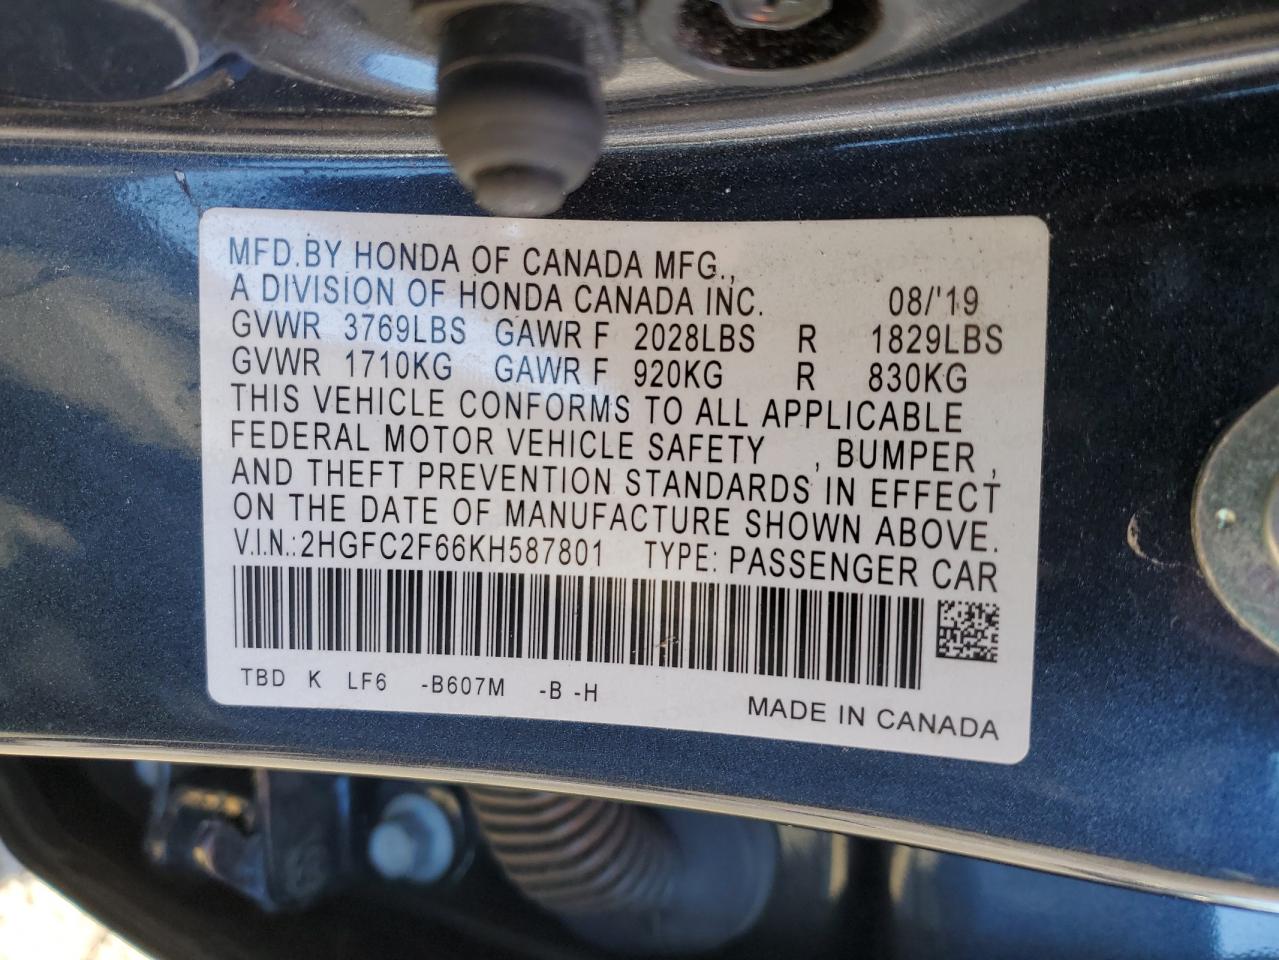 MFD. BY HONDA OF CANADA MFG.,
A DIVISION OF HONDA CANADA INC. 08/'19
GVWR 3769LBS GAWR F 2028LBS R 1829LBS
GVWR 1710KG GAWR F 920KG R 830KG
THIS VEHICLE CONFORMS TO ALL APPLICABLE
FEDERAL MOTOR VEHICLE SAFETY , BUMPER ,
AND THEFT PREVENTION STANDARDS IN EFFECT
ON THE DATE OF MANUFACTURE SHOWN ABOVE.
V.I.N.: 2HGFC2F66KH587801 TYPE: PASSENGER CAR
TBD K LF6 -B607M -B -H
MADE IN CANADA